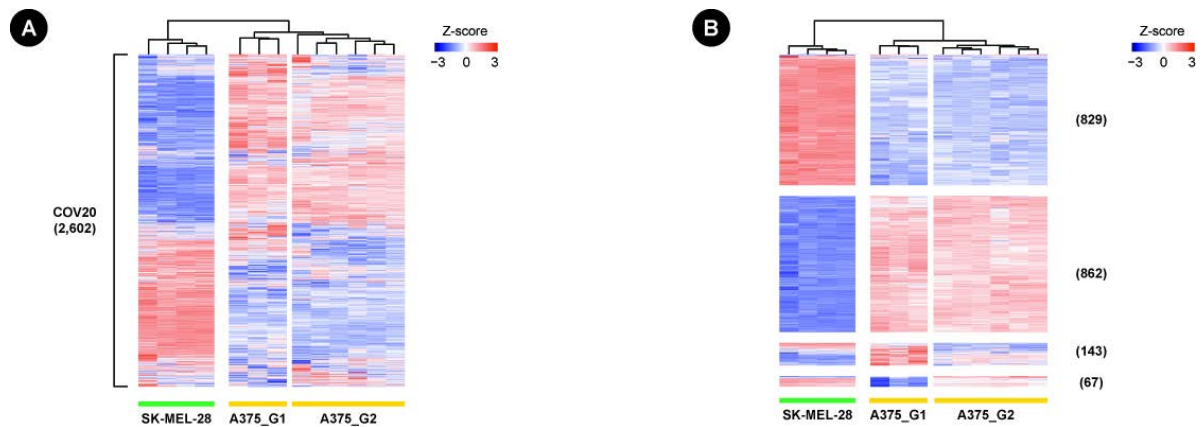 A
Z-score
−3 0 3
COV20
(2,602)
SK-MEL-28 A375_G1 A375_G2
B
Z-score
−3 0 3
(829)
(862)
(143)
(67)
SK-MEL-28 A375_G1 A375_G2